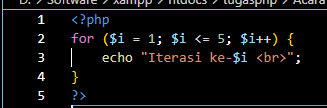 D: > Software > xampp > htdocs > tugasphp > Acara
1 <?php
2 for ($i = 1; $i <= 5; $i++) {
3 echo "Iterasi ke-$i <br>";
4 }
5 ?>